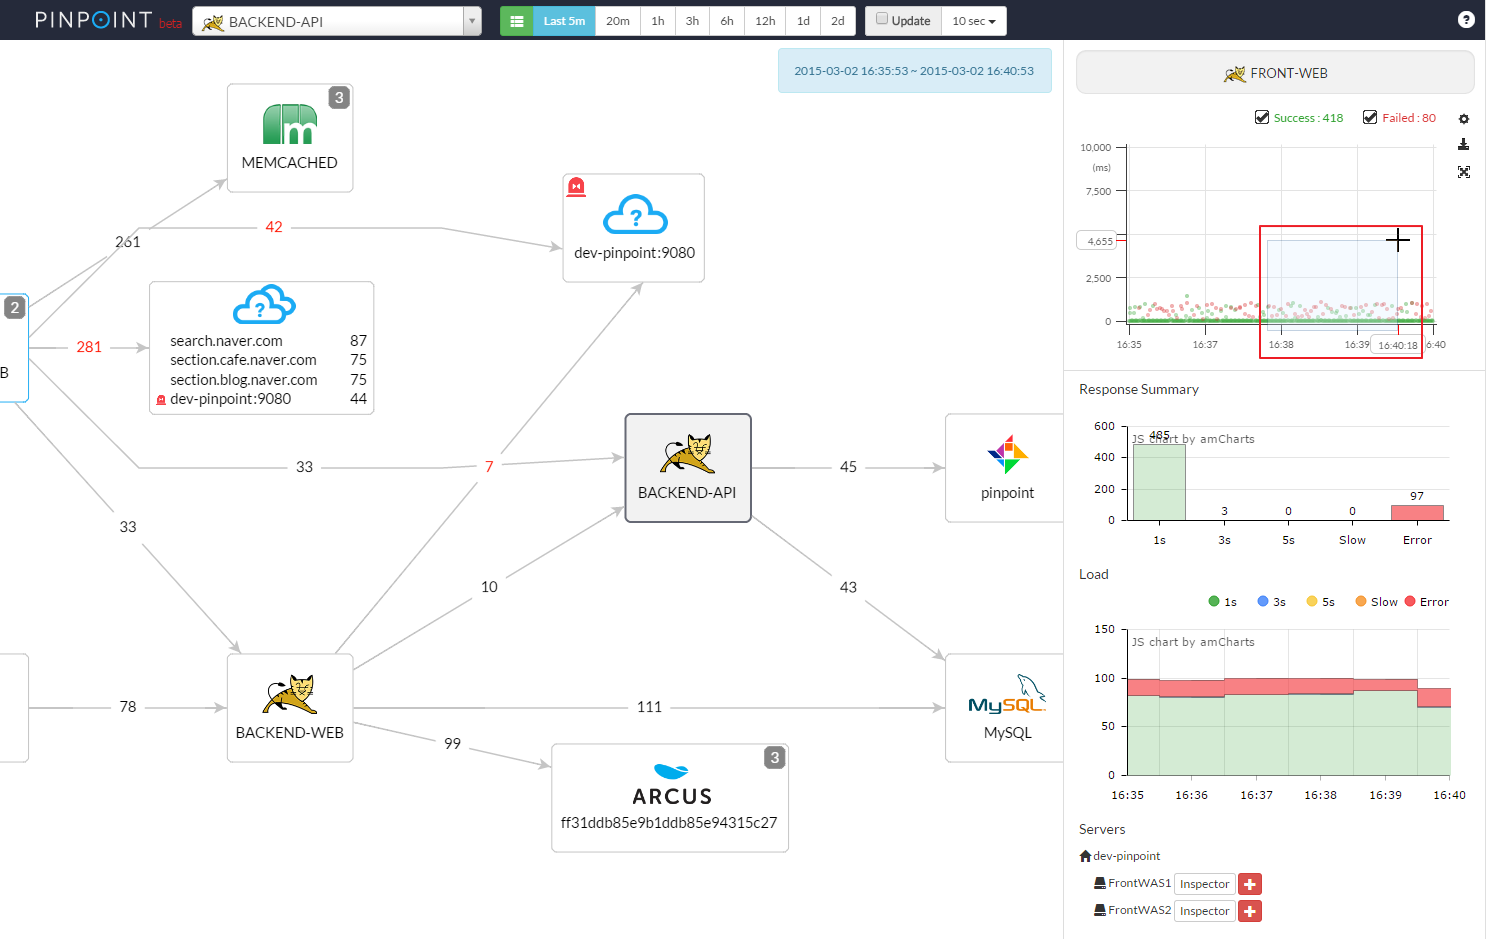 PINPOINT beta
BACKEND-API
Last 5m 20m 1h 3h 6h 12h 1d 2d
Update 10 sec
?
2015-03-02 16:35:53 ~ 2015-03-02 16:40:53
3
m
MEMCACHED
261
42
?
dev-pinpoint:9080
2
B
281
?
search.naver.com 87
section.cafe.naver.com 75
section.blog.naver.com 75
dev-pinpoint:9080 44
33
7
BACKEND-API
45
pinpoint
33
10
43
78
BACKEND-WEB
111
MySQL
MySQL
99
3
ARCUS
ff31ddb85e9b1ddb85e94315c27
FRONT-WEB
Success : 418 Failed : 80
10,000
(ms)
7,500
4,655
2,500
0
16:35 16:37 16:38 16:39 16:40:18 16:40
Response Summary
600
JS chart by amCharts
485
400
200
0
3 0 0 97
1s 3s 5s Slow Error
Load
1s 3s 5s Slow Error
150
JS chart by amCharts
100
50
0
16:35 16:36 16:37 16:38 16:39 16:40
Servers
dev-pinpoint
FrontWAS1 Inspector
FrontWAS2 Inspector